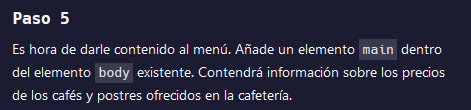 Paso 5
Es hora de darle contenido al menú. Añade un elemento main dentro
del elemento body existente. Contendrá información sobre los precios
de los cafés y postres ofrecidos en la cafetería.